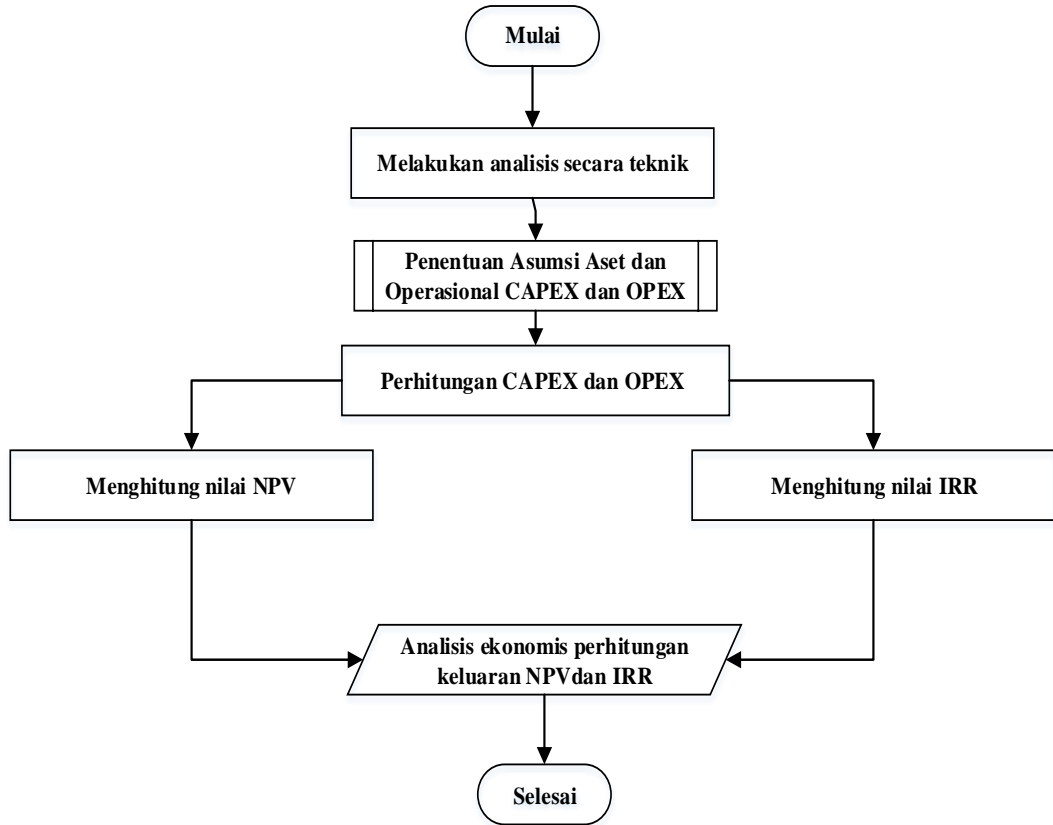 Mulai
Melakukan analisis secara teknik
Penentuan Asumsi Aset dan
Operasional CAPEX dan OPEX
Perhitungan CAPEX dan OPEX
Menghitung nilai NPV
Menghitung nilai IRR
Analisis ekonomis perhitungan
keluaran NPVdan IRR
Selesai